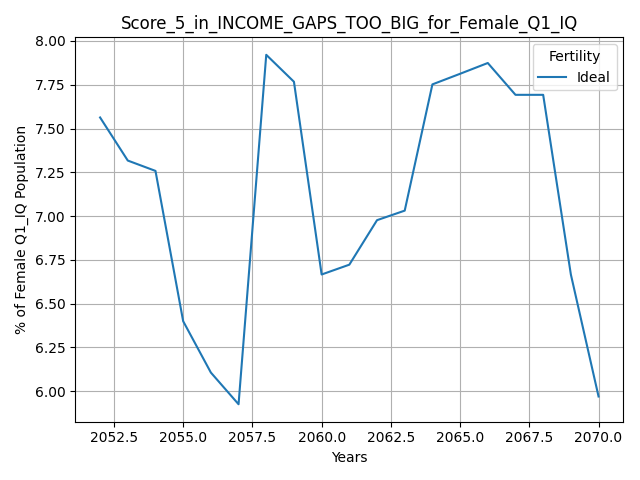 Score_5_in_INCOME_GAPS_TOO_BIG_for_Female_Q1_IQ
Fertility
Ideal
% of Female Q1_IQ Population
8.00
7.75
7.50
7.25
7.00
6.75
6.50
6.25
6.00
2052.5 2055.0 2057.5 2060.0 2062.5 2065.0 2067.5 2070.0
Years